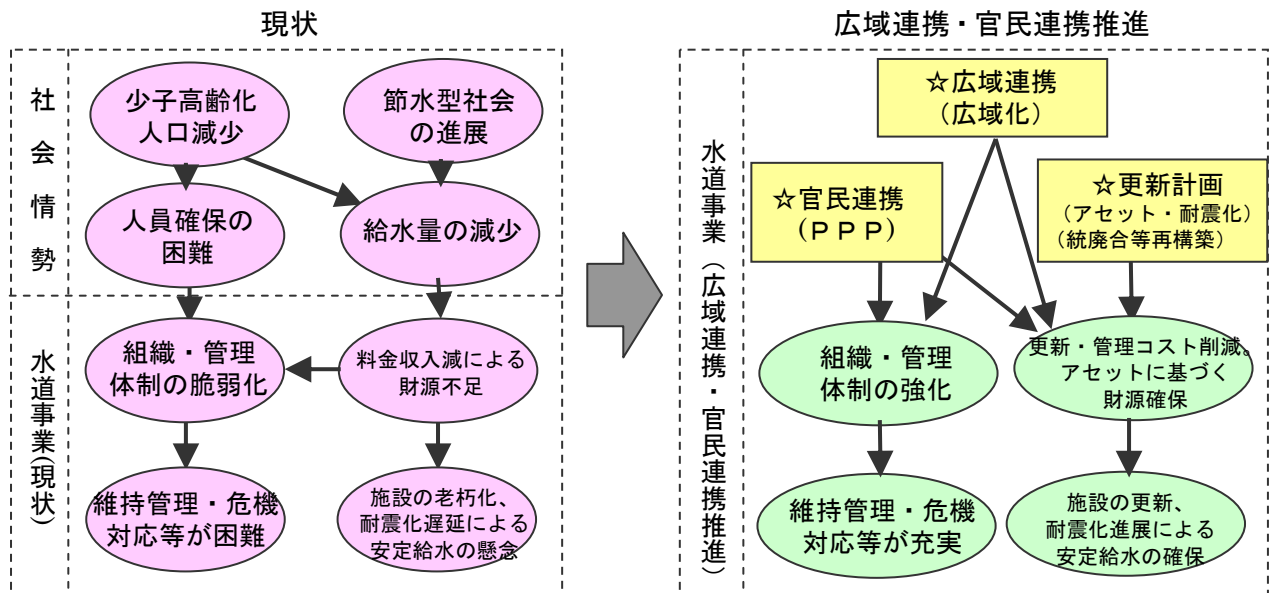 現状
社会情勢
少子高齢化
人口減少
節水型社会
の進展
人員確保の
困難
給水量の減少
水道事業(現状)
組織・管理
体制の脆弱化
料金収入減による
財源不足
維持管理・危機
対応等が困難
施設の老朽化、
耐震化遅延による
安定給水の懸念
広域連携・官民連携推進
水道事業(広域連携・官民連携推進)
☆広域連携
(広域化)
☆官民連携
(ＰＰＰ)
☆更新計画
(アセット・耐震化)
(統廃合等再構築)
組織・管理
体制の強化
更新・管理コスト削減。
アセットに基づく
財源確保
維持管理・危機
対応等が充実
施設の更新、
耐震化進展による
安定給水の確保